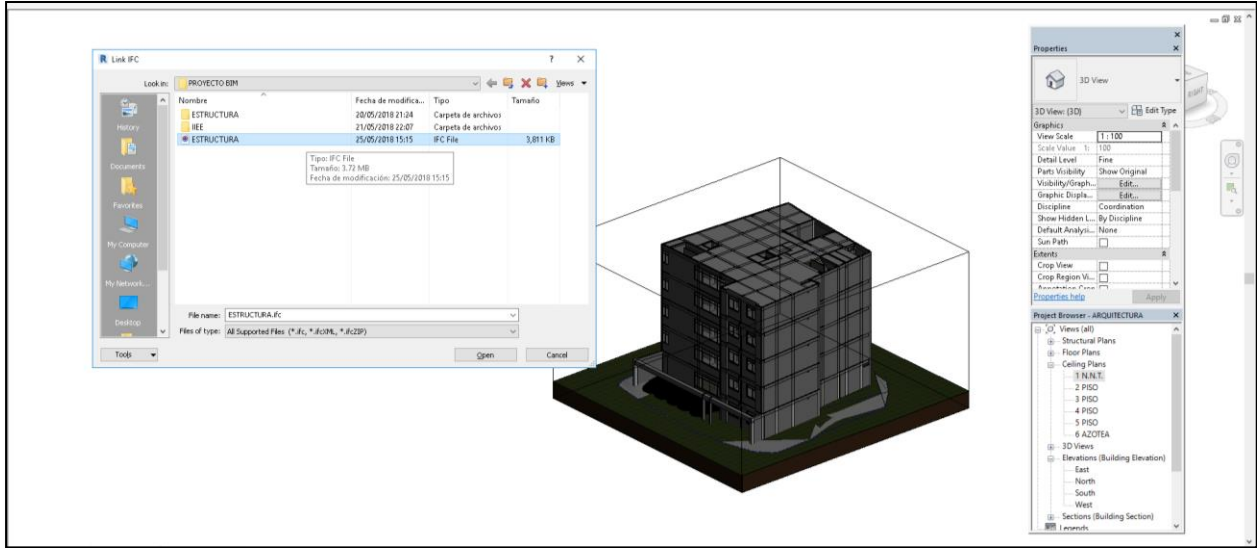 Link IFC
Look in: PROYECTO BIM
Views
Nombre Fecha de modifica... Tipo Tamaño
ESTRUCTURA 20/05/2018 21:24 Carpeta de archivos
IIEE 21/05/2018 22:07 Carpeta de archivos
ESTRUCTURA 25/05/2018 15:15 IFC File 3,811 KB
Tipo: IFC File
Tamaño: 3.72 MB
Fecha de modificación: 25/05/2018 15:15
History
Documents
Favorites
My Computer
My Network...
Desktop
File name: ESTRUCTURA.ifc
Files of type: All Supported Files (*.ifc, *.ifcXML, *.ifcZIP)
Tools
Open Cancel
Properties
3D View
RIGHT
3D View: {3D} Edit Type
Graphics
View Scale 1 : 100
Scale Value 1: 100
Detail Level Fine
Parts Visibility Show Original
Visibility/Graph... Edit...
Graphic Displa... Edit...
Discipline Coordination
Show Hidden L... By Discipline
Default Analysi... None
Sun Path
Extents
Crop View
Crop Region Vi...
Annotation Crop
Properties help Apply
Project Browser - ARQUITECTURA
Views (all)
Structural Plans
Floor Plans
Ceiling Plans
1 N.N.T.
2 PISO
3 PISO
4 PISO
5 PISO
6 AZOTEA
3D Views
Elevations (Building Elevation)
East
North
South
West
Sections (Building Section)
Legends